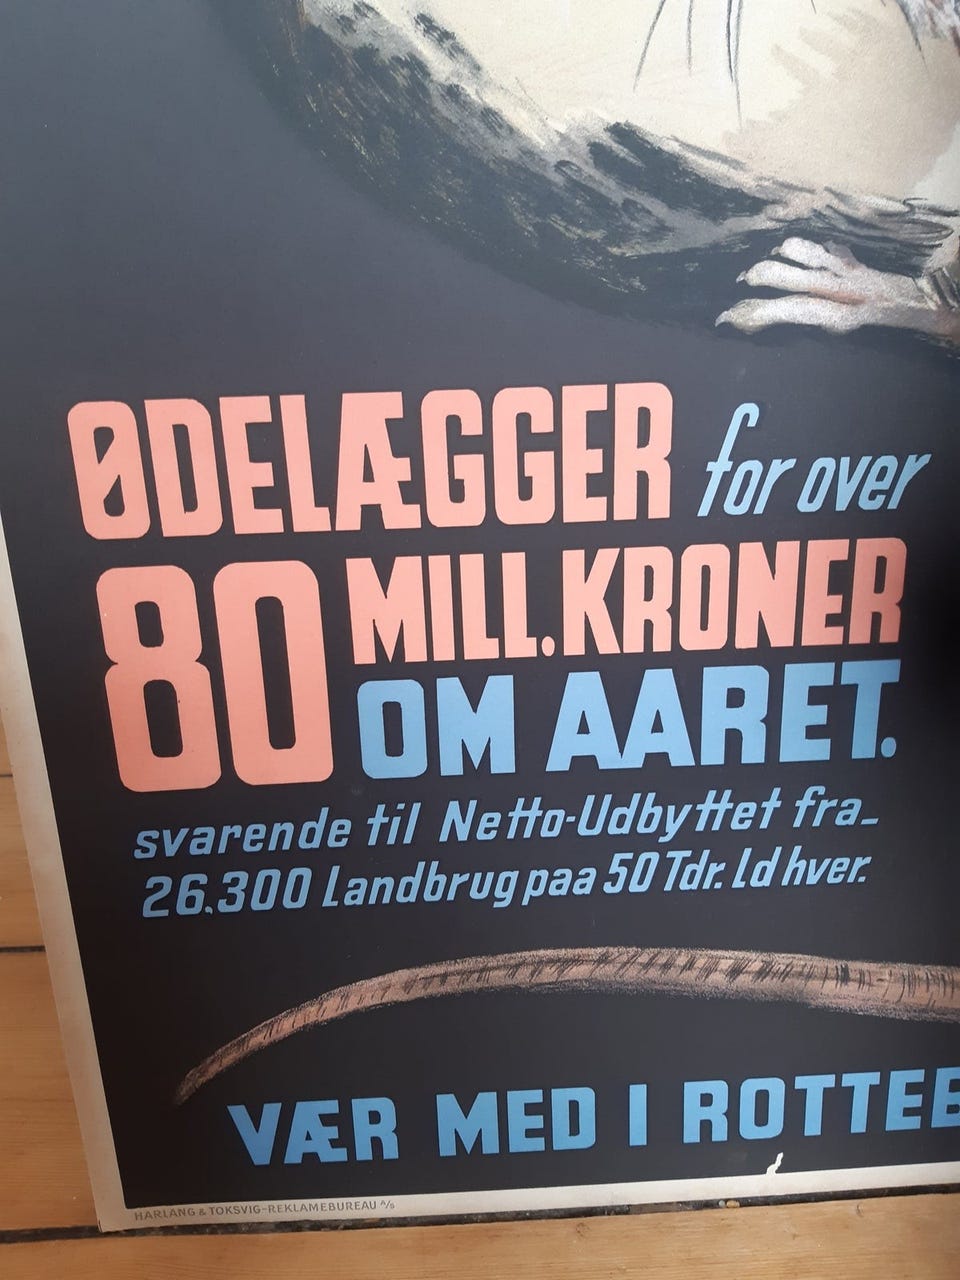 ØDELÆGGER for over
80 MILL. KRONER
OM AARET.
svarende til Netto-Udbyttet fra
26.300 Landbrug paa 50 Tdr. Ld hver.
VÆR MED I ROTTEB
HARLANG & TOKSVIG-REKLAMEBUREAU A/S